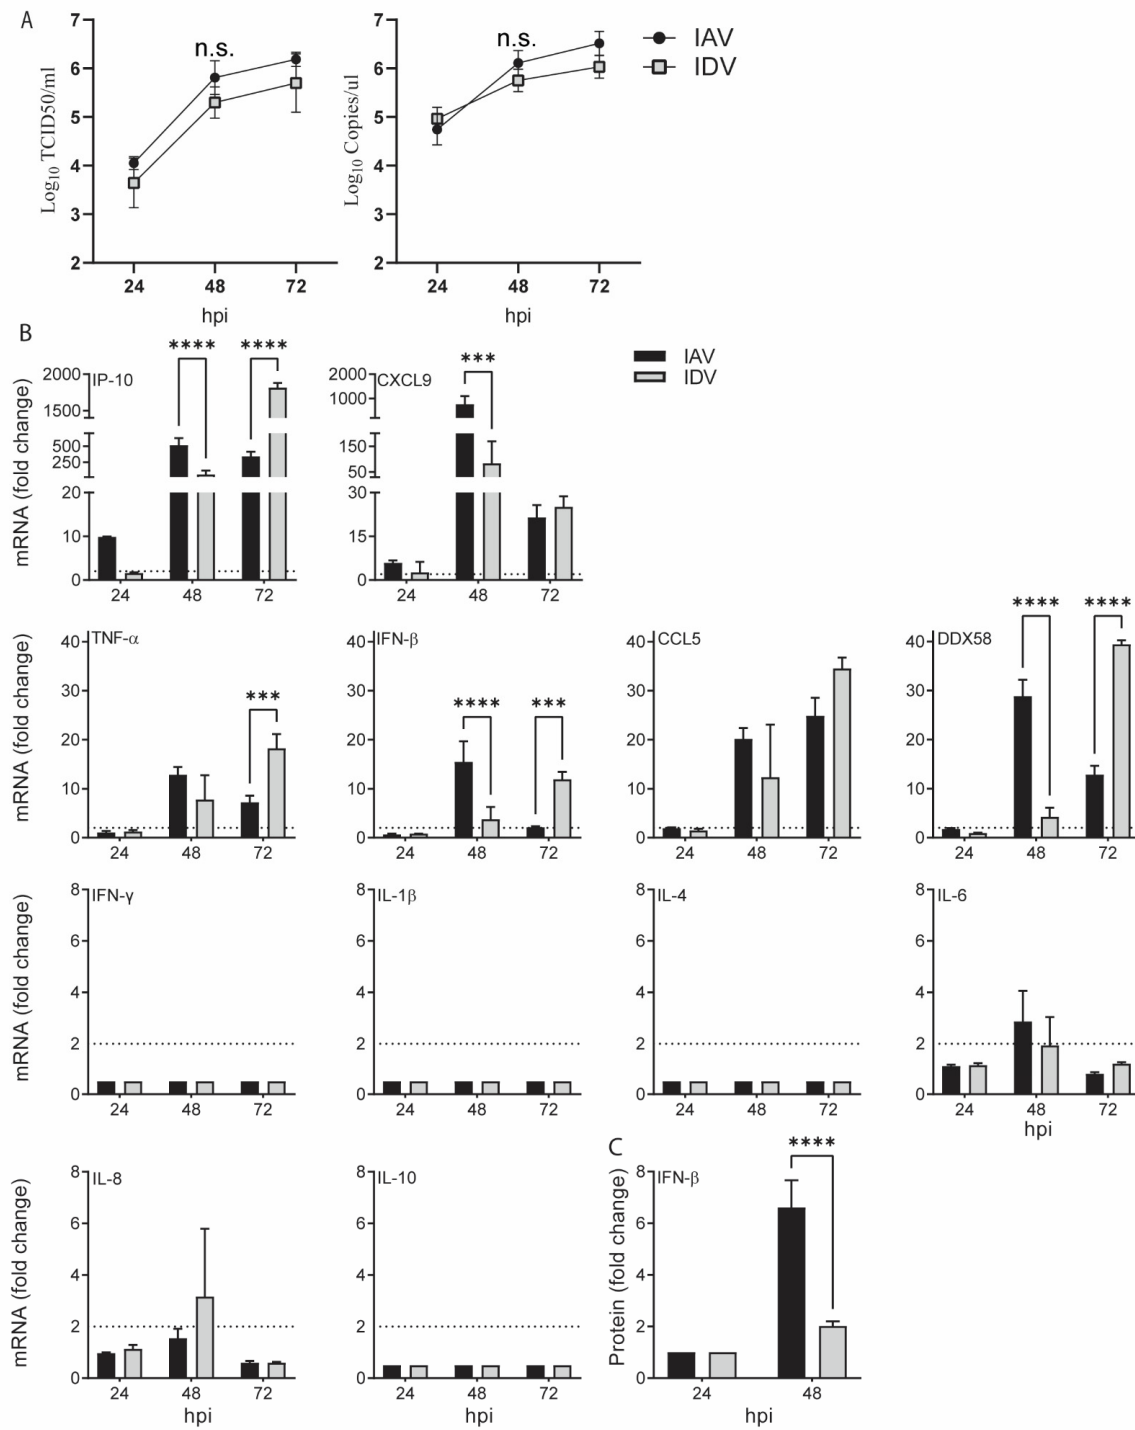 A
7
6
5
4
3
2
Log10 TCID50/ml
n.s.
24 48 72
hpi
7
6
5
4
3
2
Log10 Copies/ul
n.s.
24 48 72
hpi
IAV
IDV
B
IAV
IDV
mRNA (fold change)
IP-10
**** ****
2000
1500
500
250
20
10
0
24 48 72
CXCL9
***
2000
1000
150
50
30
15
0
24 48 72
mRNA (fold change)
TNF-α
***
40
30
20
10
0
24 48 72
IFN-β
**** ***
40
30
20
10
0
24 48 72
CCL5
40
30
20
10
0
24 48 72
DDX58
**** ****
40
30
20
10
0
24 48 72
mRNA (fold change)
IFN-γ
8
6
4
2
0
24 48 72
IL-1β
8
6
4
2
0
24 48 72
IL-4
8
6
4
2
0
24 48 72
IL-6
8
6
4
2
0
24 48 72
hpi
mRNA (fold change)
IL-8
8
6
4
2
0
24 48 72
hpi
IL-10
8
6
4
2
0
24 48 72
hpi
C
Protein (fold change)
IFN-β
****
8
6
4
2
0
24 48
hpi